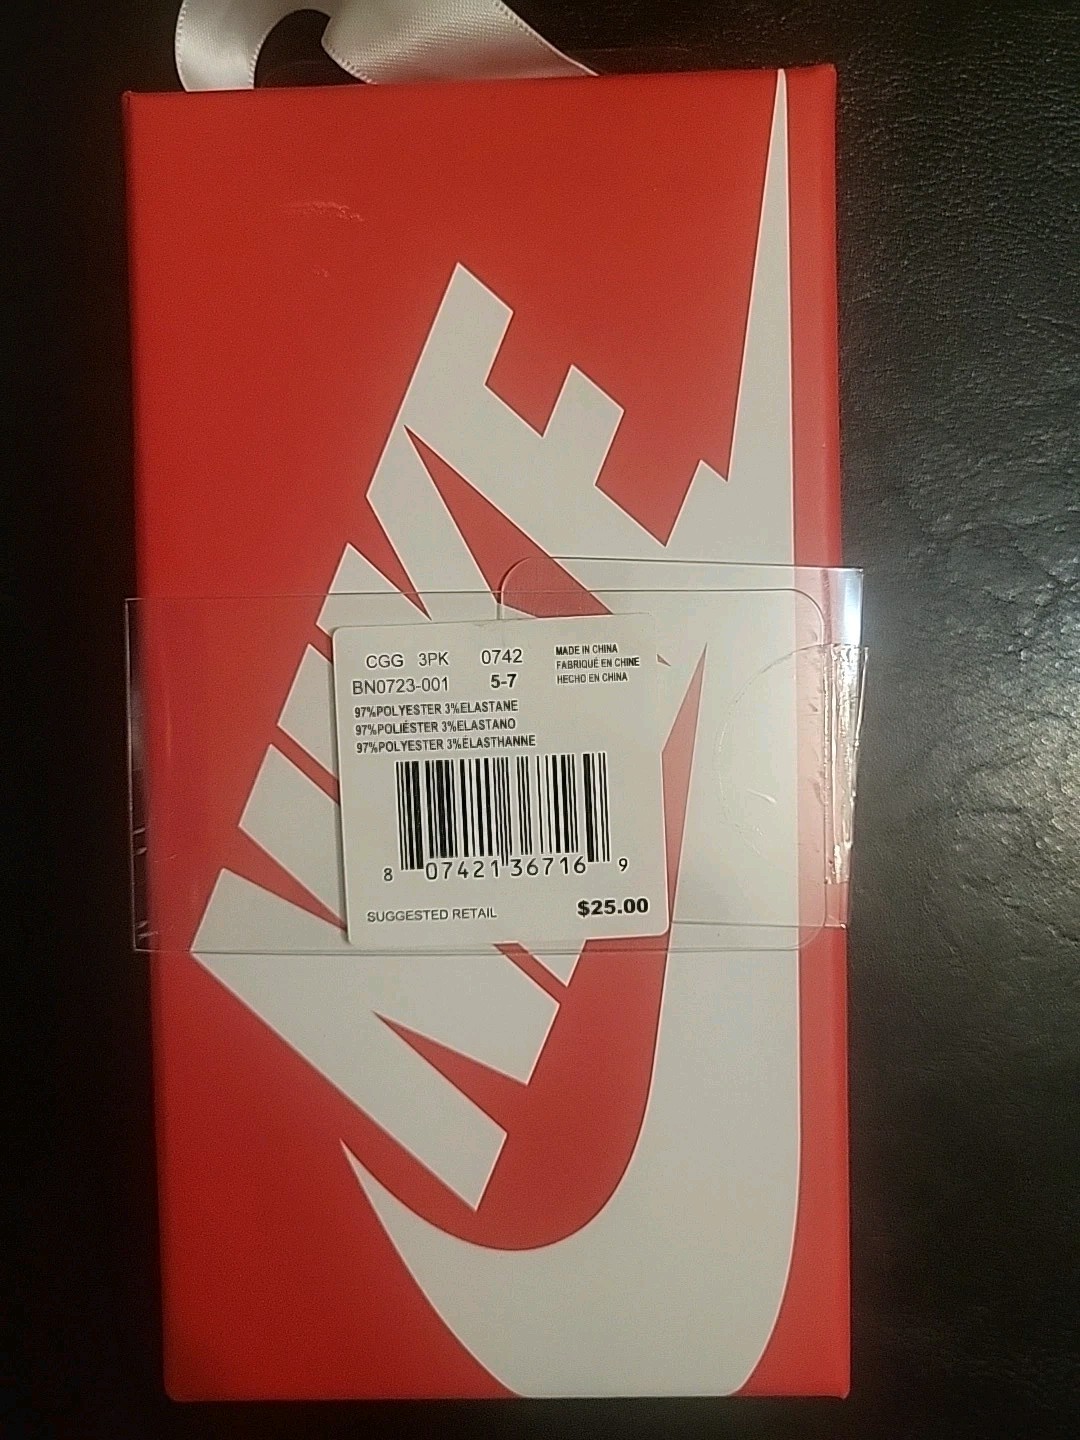 NIKE
CGG 3PK 0742
BN0723-001 5-7
MADE IN CHINA
FABRIQUÉ EN CHINE
HECHO EN CHINA
97%POLYESTER 3%ELASTANE
97%POLIÉSTER 3%ELASTANO
97%POLYESTER 3%ÉLASTHANNE
8 07421 36716 9
SUGGESTED RETAIL $25.00